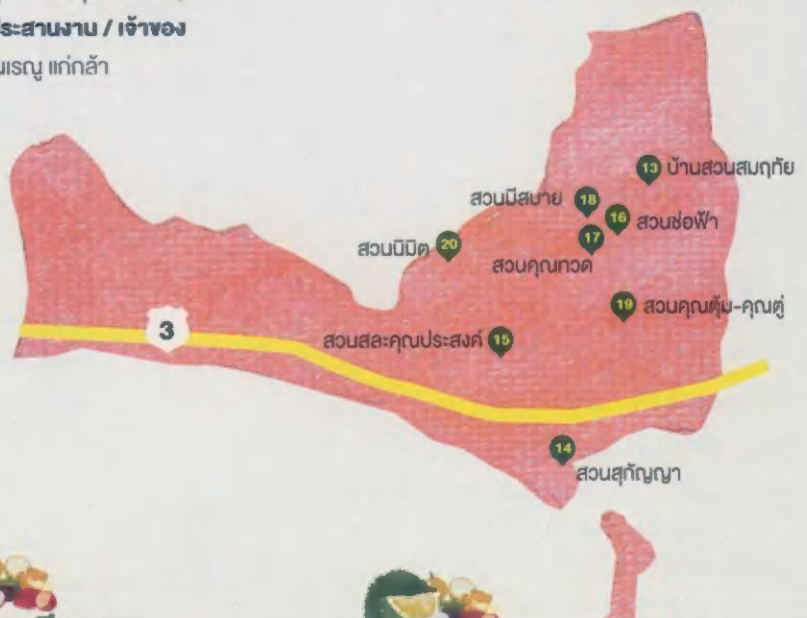 ประสานงาน / เจ้าของ
เรณู แก่กล้า
13 บ้านสวนสมฤทัย
สวนมีสบาย 18
16 สวนช่อฟ้า
สวนนิมิต 20
17
สวนคุณทวด
19 สวนคุณตุ้ม-คุณตู่
3
สวนสละคุณประสงค์ 15
14
สวนสุกัญญา